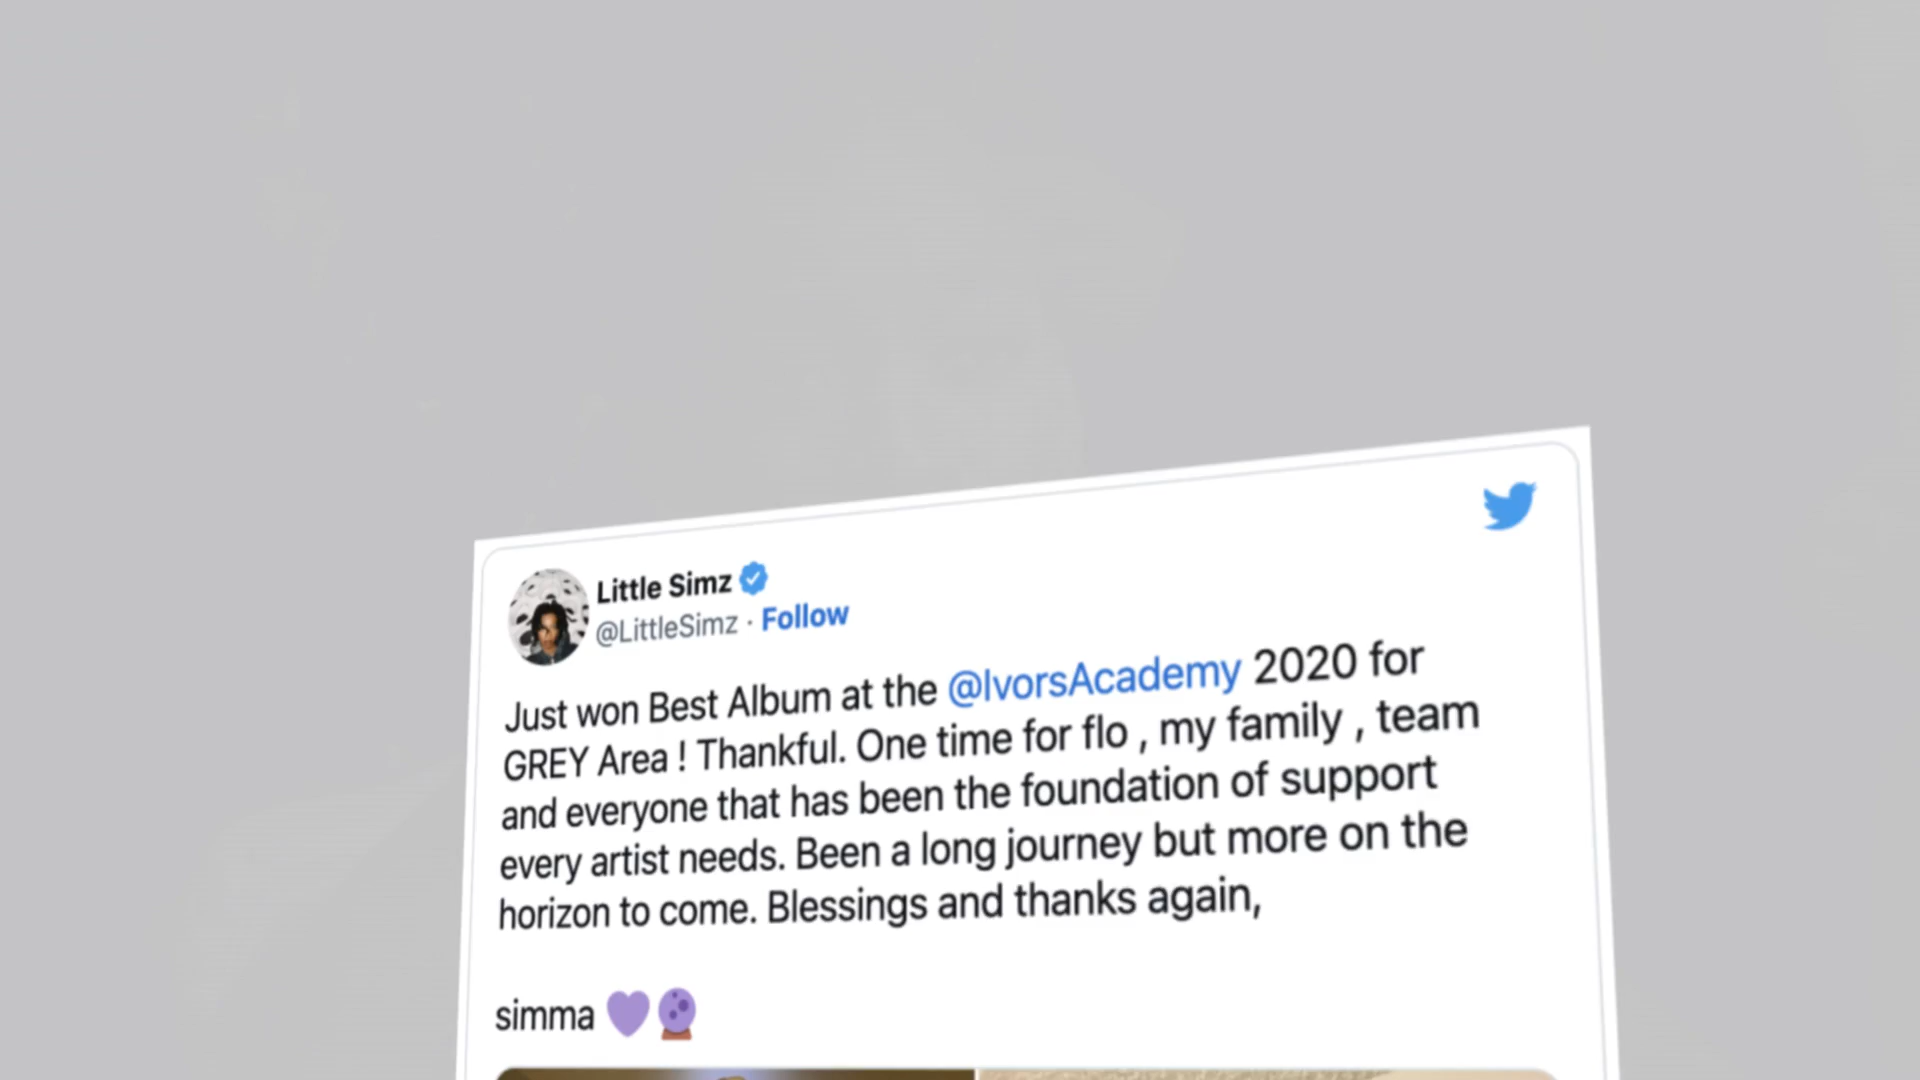 Little Simz
@LittleSimz · Follow
Just won Best Album at the @IvorsAcademy 2020 for
GREY Area ! Thankful. One time for flo , my family , team
and everyone that has been the foundation of support
every artist needs. Been a long journey but more on the
horizon to come. Blessings and thanks again,
simma 💜🔮